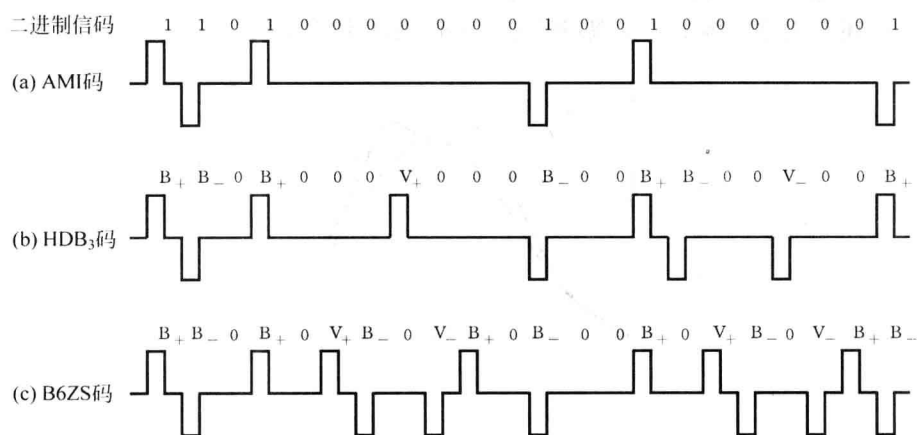 二进制信码 1 1 0 1 0 0 0 0 0 0 0 1 0 0 1 0 0 0 0 0 0 1
(a) AMI码
B₊ B₋ 0 B₊ 0 0 0 V₊ 0 0 0 B₋ 0 0 B₊ B₋ 0 0 V₋ 0 0 B₊
(b) HDB₃码
B₊ B₋ 0 B₊ 0 V₊ B₋ 0 V₋ B₊ 0 B₋ 0 0 B₊ 0 V₊ B₋ 0 V₋ B₊ B₋
(c) B6ZS码